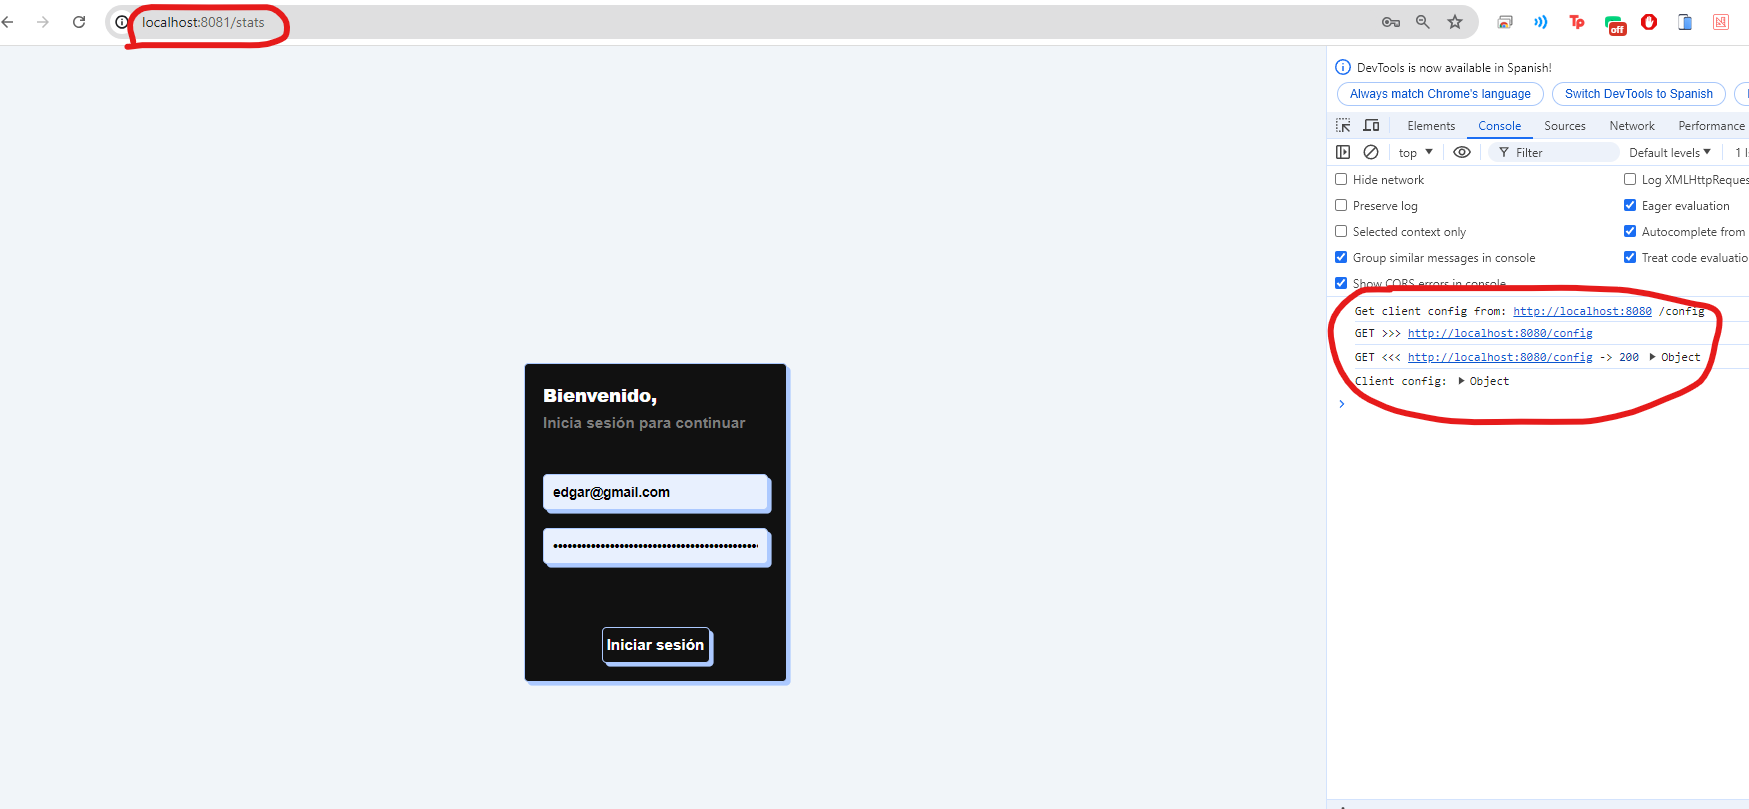 localhost:8081/stats
off
DevTools is now available in Spanish!
Always match Chrome's language
Switch DevTools to Spanish
Elements
Console
Sources
Network
Performance
top
Filter
Default levels
Hide network
Log XMLHttpReques
Preserve log
Eager evaluation
Selected context only
Autocomplete from
Group similar messages in console
Treat code evaluatio
Show CORS errors in console
Get client config from: http://localhost:8080 /config
GET >>> http://localhost:8080/config
GET <<< http://localhost:8080/config -> 200 Object
Client config: Object
Bienvenido,
Inicia sesión para continuar
edgar@gmail.com
Iniciar sesión